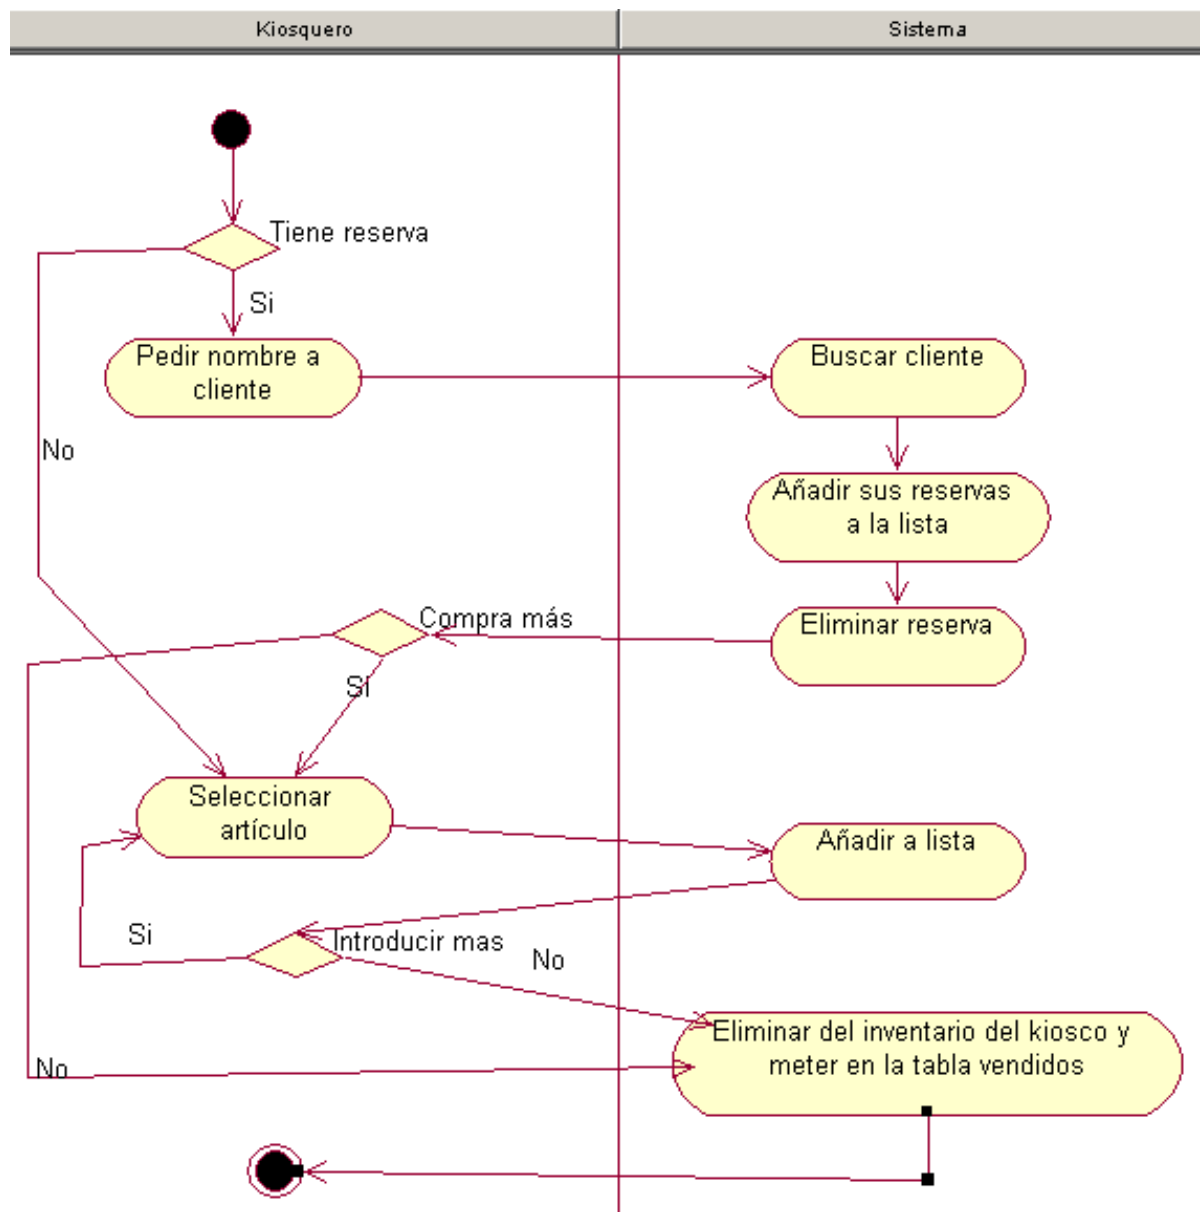 Kiosquero
Sistema
Tiene reserva
Si
Pedir nombre a
cliente
Buscar cliente
No
Añadir sus reservas
a la lista
Compra más
Eliminar reserva
Si
Seleccionar
artículo
Añadir a lista
Si
Introducir mas
No
Eliminar del inventario del kiosco y
meter en la tabla vendidos
No